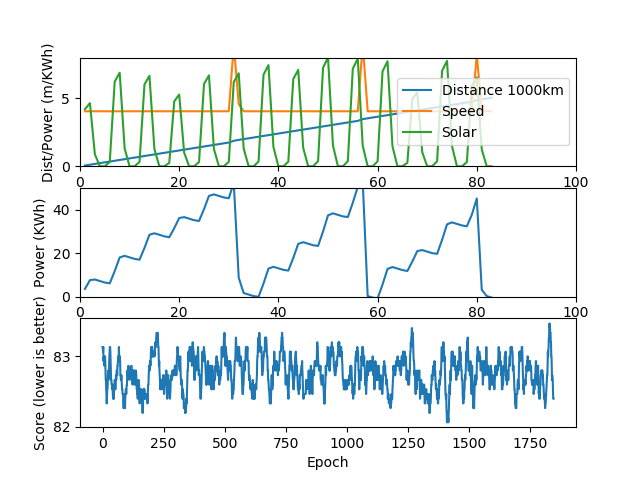 Dist/Power (m/KWh)
5
0
Distance 1000km
Speed
Solar
0 20 40 60 80 100
Power (KWh)
40
20
0
0 20 40 60 80 100
Score (lower is better)
83
82
0 250 500 750 1000 1250 1500 1750
Epoch